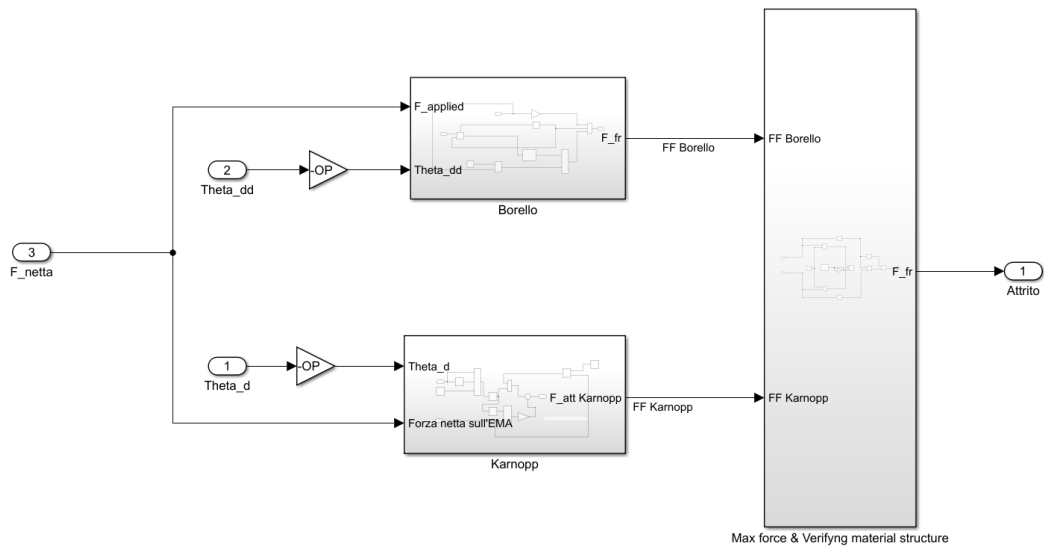 F_applied
F_fr
FF Borello
FF Borello
2
-OP
Theta_dd
Theta_dd
Borello
3
F_netta
F_fr
1
Attrito
1
-OP
Theta_d
Theta_d
F_att Karnopp
FF Karnopp
FF Karnopp
Forza netta sull'EMA
Karnopp
Max force & Verifyng material structure